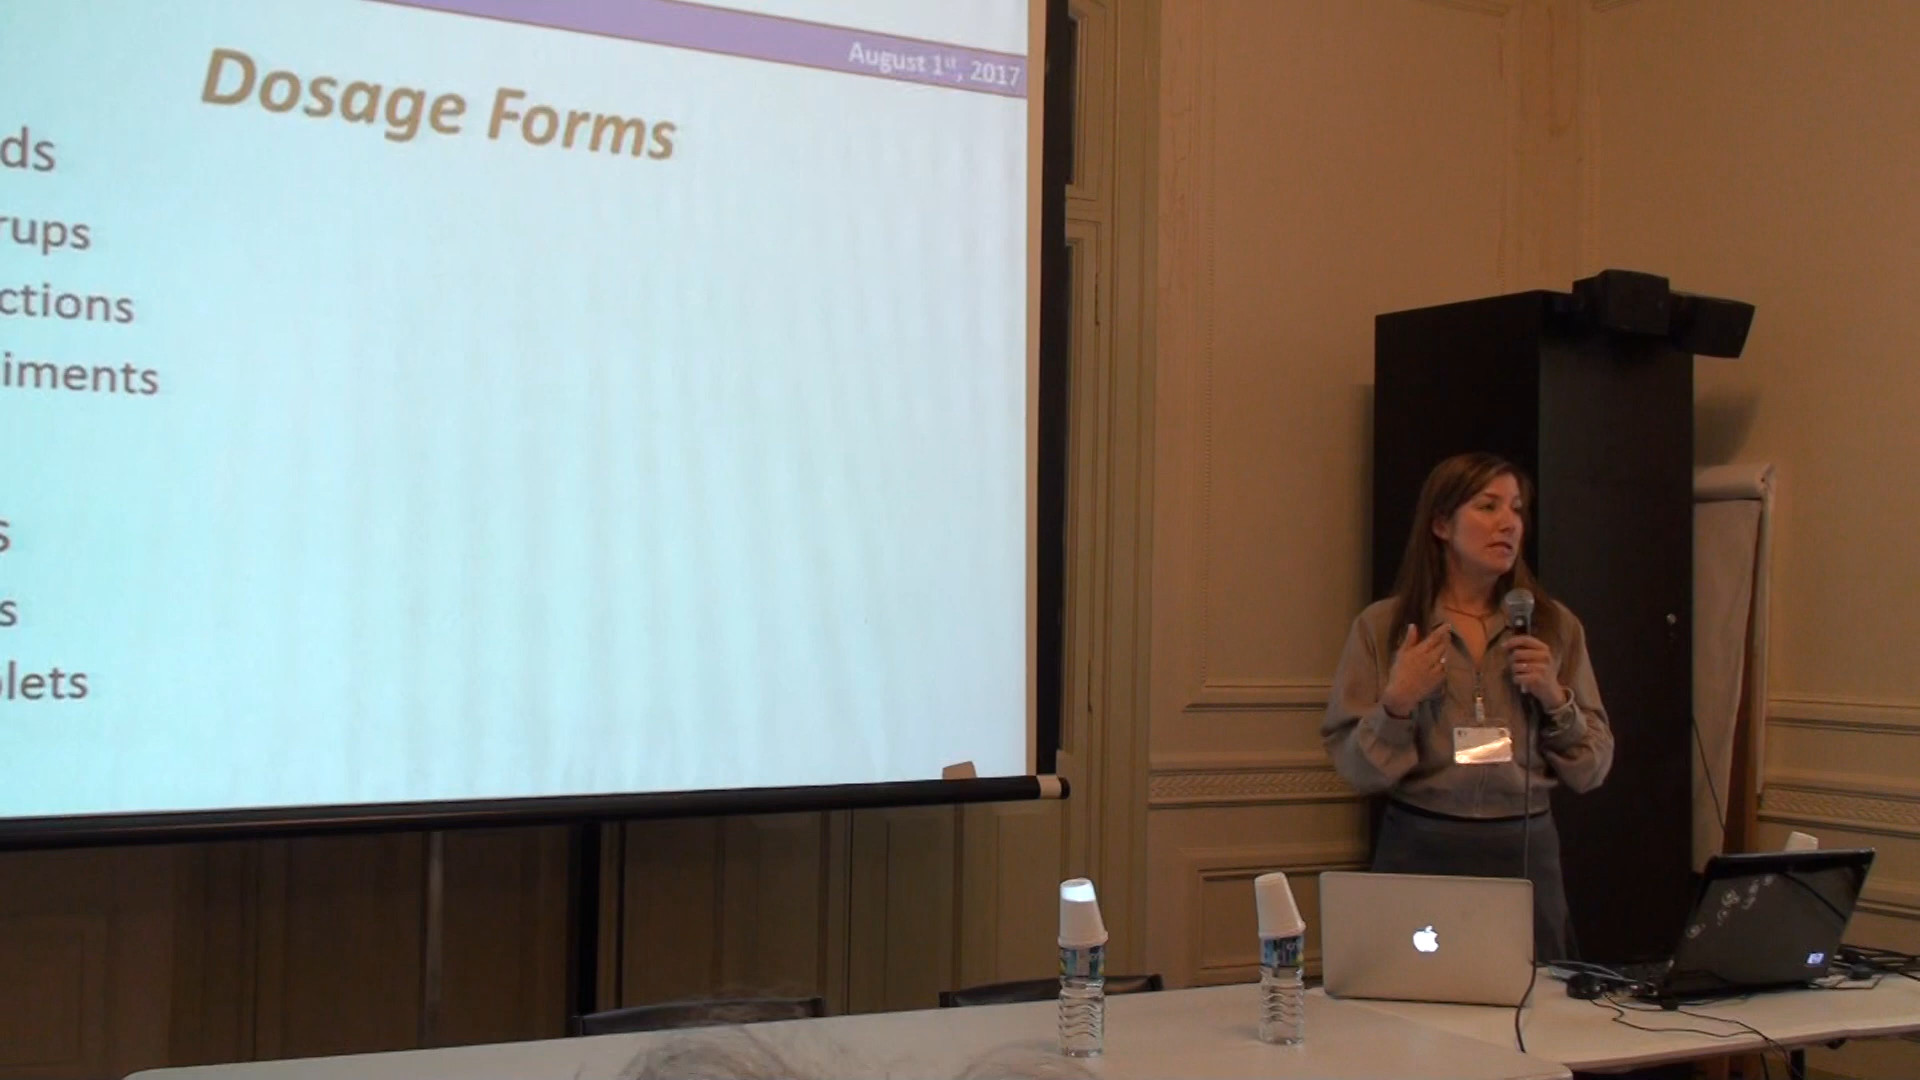 August 1st, 2017
Dosage Forms
ds
rups
ctions
iments
s
s
lets